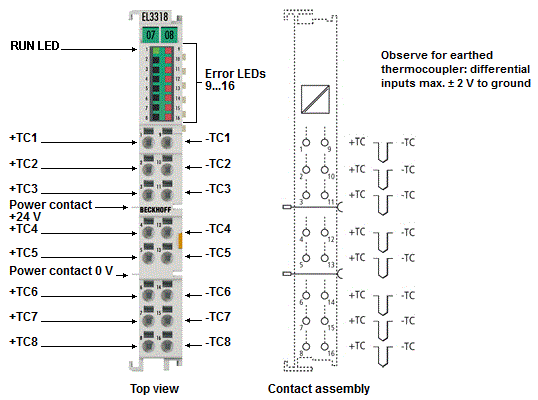 EL3318
07 08
RUN LED
Error LEDs
9...16
Observe for earthed
thermocoupler: differential
inputs max. ± 2 V to ground
+TC1
-TC1
+TC2
-TC2
+TC3
-TC3
Power contact
+24 V
BECKHOFF
+TC4
-TC4
+TC5
-TC5
Power contact 0 V
+TC6
-TC6
+TC7
-TC7
+TC8
-TC8
1 9 +TC -TC
2 10 +TC -TC
3 11 +TC -TC
4 12 +TC -TC
5 13 +TC -TC
6 14 +TC -TC
7 15 +TC -TC
8 16 +TC -TC
Top view
Contact assembly